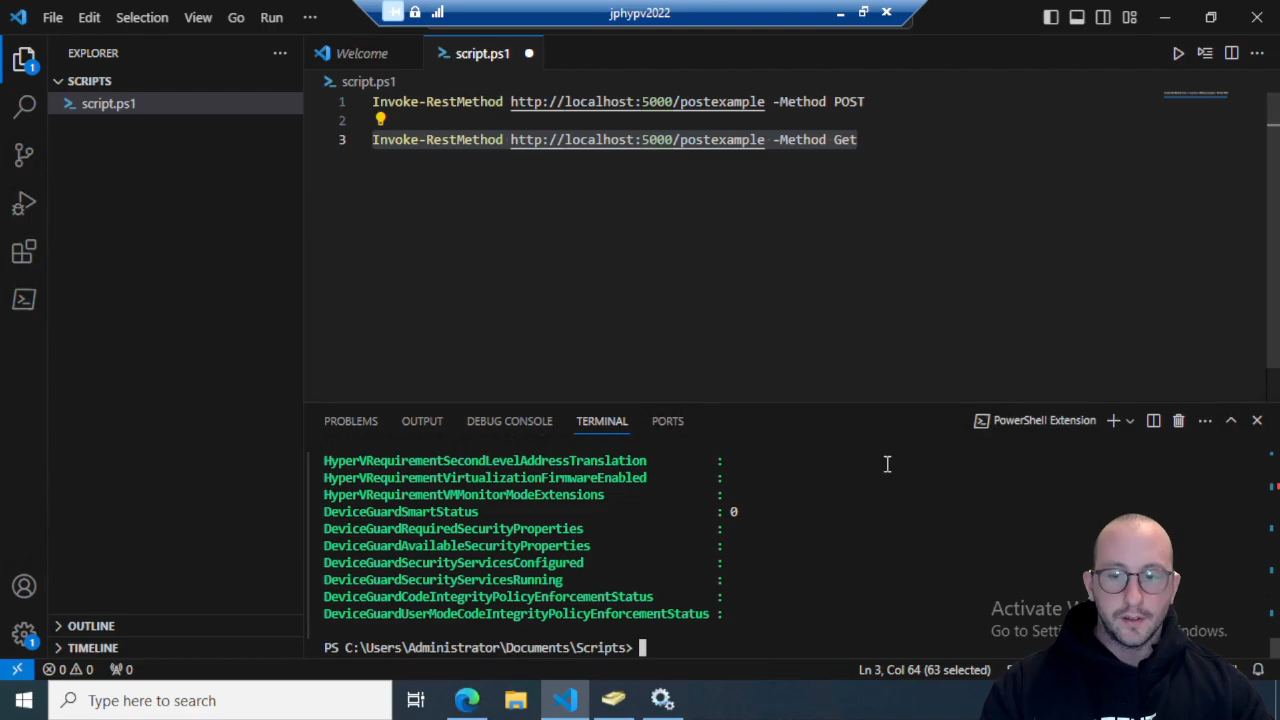 File Edit Selection View Go Run ···
jphypv2022
EXPLORER
SCRIPTS
script.ps1
Welcome
script.ps1
script.ps1
1 Invoke-RestMethod http://localhost:5000/postexample -Method POST
2
3 Invoke-RestMethod http://localhost:5000/postexample -Method Get
PROBLEMS OUTPUT DEBUG CONSOLE TERMINAL PORTS
PowerShell Extension
HyperVRequirementSecondLevelAddressTranslation :
HyperVRequirementVirtualizationFirmwareEnabled :
HyperVRequirementVMMonitorModeExtensions :
DeviceGuardSmartStatus : 0
DeviceGuardRequiredSecurityProperties :
DeviceGuardAvailableSecurityProperties :
DeviceGuardSecurityServicesConfigured :
DeviceGuardSecurityServicesRunning :
DeviceGuardCodeIntegrityPolicyEnforcementStatus :
DeviceGuardUserModeCodeIntegrityPolicyEnforcementStatus :
PS C:\Users\Administrator\Documents\Scripts>
Activate
Go to windows.
OUTLINE
TIMELINE
1
1
0 0 0
Ln 3, Col 64 (63 selected)
Type here to search